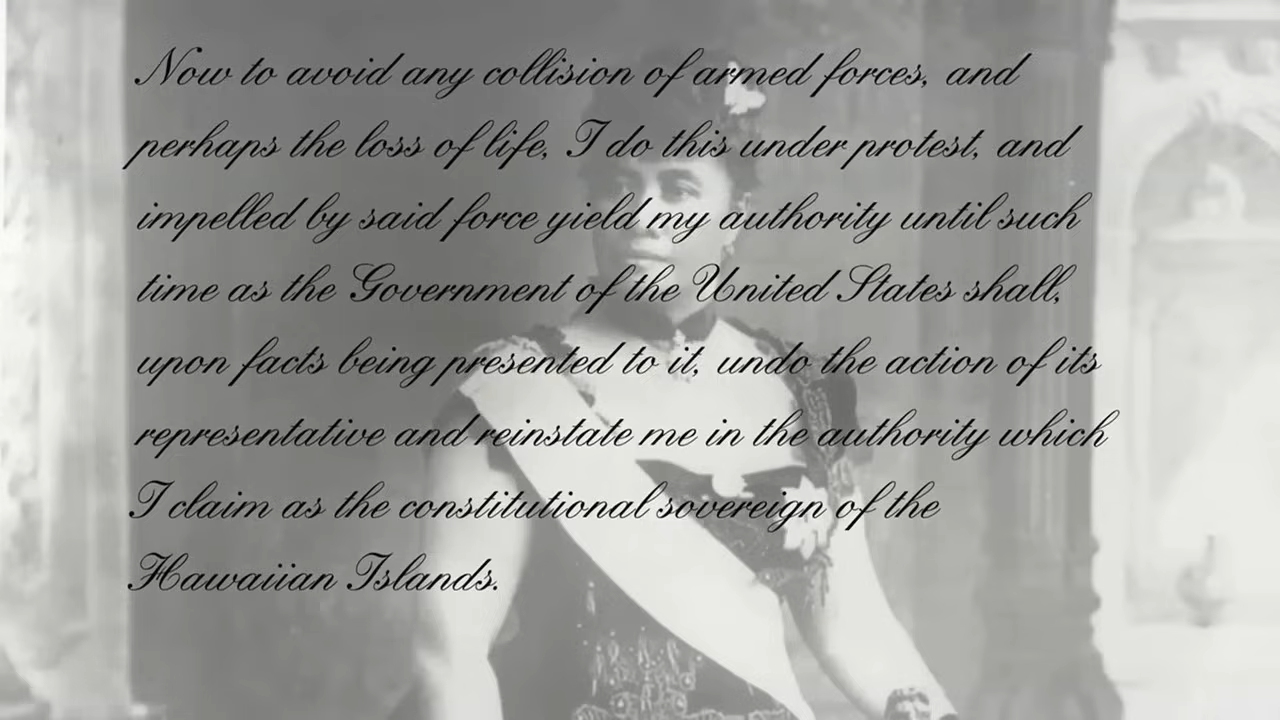 Now to avoid any collision of armed forces, and
perhaps the loss of life, I do this under protest, and
impelled by said force yield my authority until such
time as the Government of the United States shall,
upon facts being presented to it, undo the action of its
representative and reinstate me in the authority which
I claim as the constitutional sovereign of the
Hawaiian Islands.